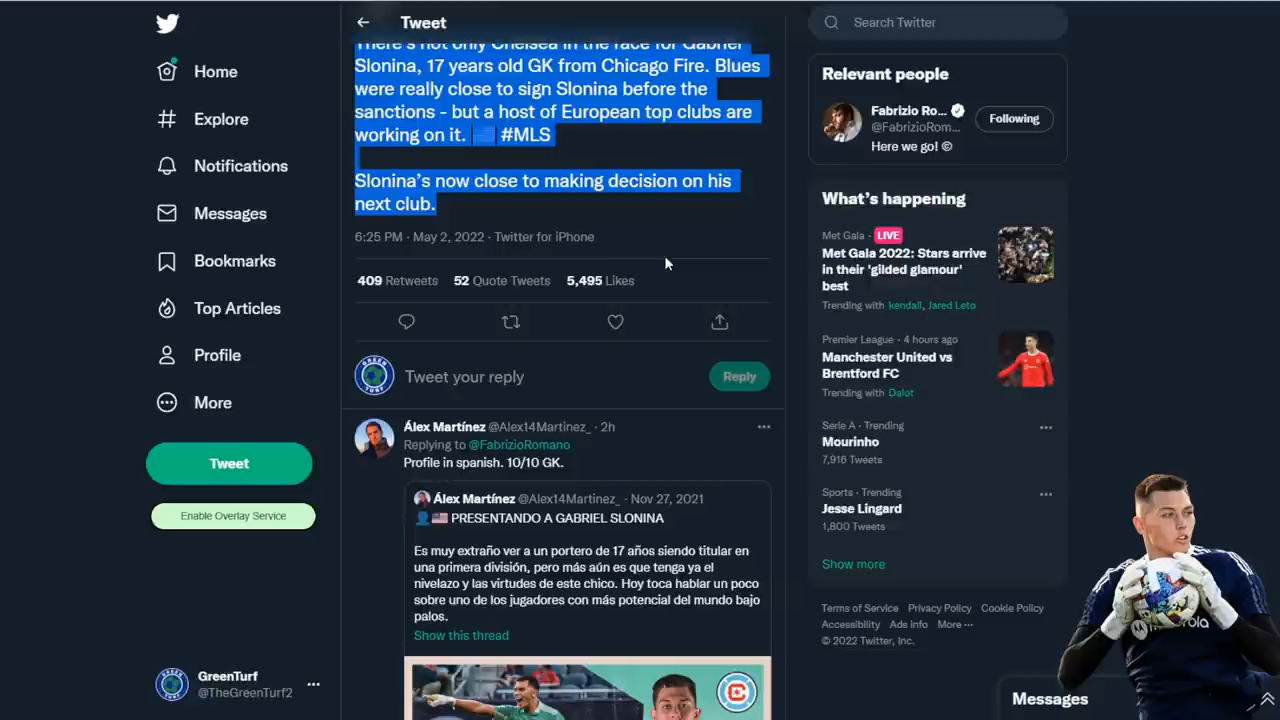 Tweet
Search Twitter
There's not only Chelsea in the race for Gabriel
Slonina, 17 years old GK from Chicago Fire. Blues
were really close to sign Slonina before the
sanctions - but a host of European top clubs are
working on it. 🇺🇸 #MLS
Slonina's now close to making decision on his
next club.
6:25 PM · May 2, 2022 · Twitter for iPhone
409 Retweets 52 Quote Tweets 5,495 Likes
Tweet your reply
Reply
Álex Martínez @Alex14Martinez_ · 2h
Replying to @FabrizioRomano
Profile in spanish. 10/10 GK.
Álex Martínez @Alex14Martinez_ · Nov 27, 2021
👤🇺🇸 PRESENTANDO A GABRIEL SLONINA
Es muy extraño ver a un portero de 17 años siendo titular en
una primera división, pero más aún es que tenga ya el
nivelazo y las virtudes de este chico. Hoy toca hablar un poco
sobre uno de los jugadores con más potencial del mundo bajo
palos.
Show this thread
Home
Explore
Notifications
Messages
Bookmarks
Top Articles
Profile
More
Tweet
Enable Overlay Service
GreenTurf
@TheGreenTurf2
Relevant people
Fabrizio Ro...
@FabrizioRom...
Following
Here we go! ©
What's happening
Met Gala · LIVE
Met Gala 2022: Stars arrive
in their 'gilded glamour'
best
Trending with kendall, Jared Leto
Premier League · 4 hours ago
Manchester United vs
Brentford FC
Trending with Dalot
Serie A · Trending
Mourinho
7,916 Tweets
Sports · Trending
Jesse Lingard
1,800 Tweets
Show more
Terms of Service Privacy Policy Cookie Policy
Accessibility Ads info More ···
© 2022 Twitter, Inc.
Messages